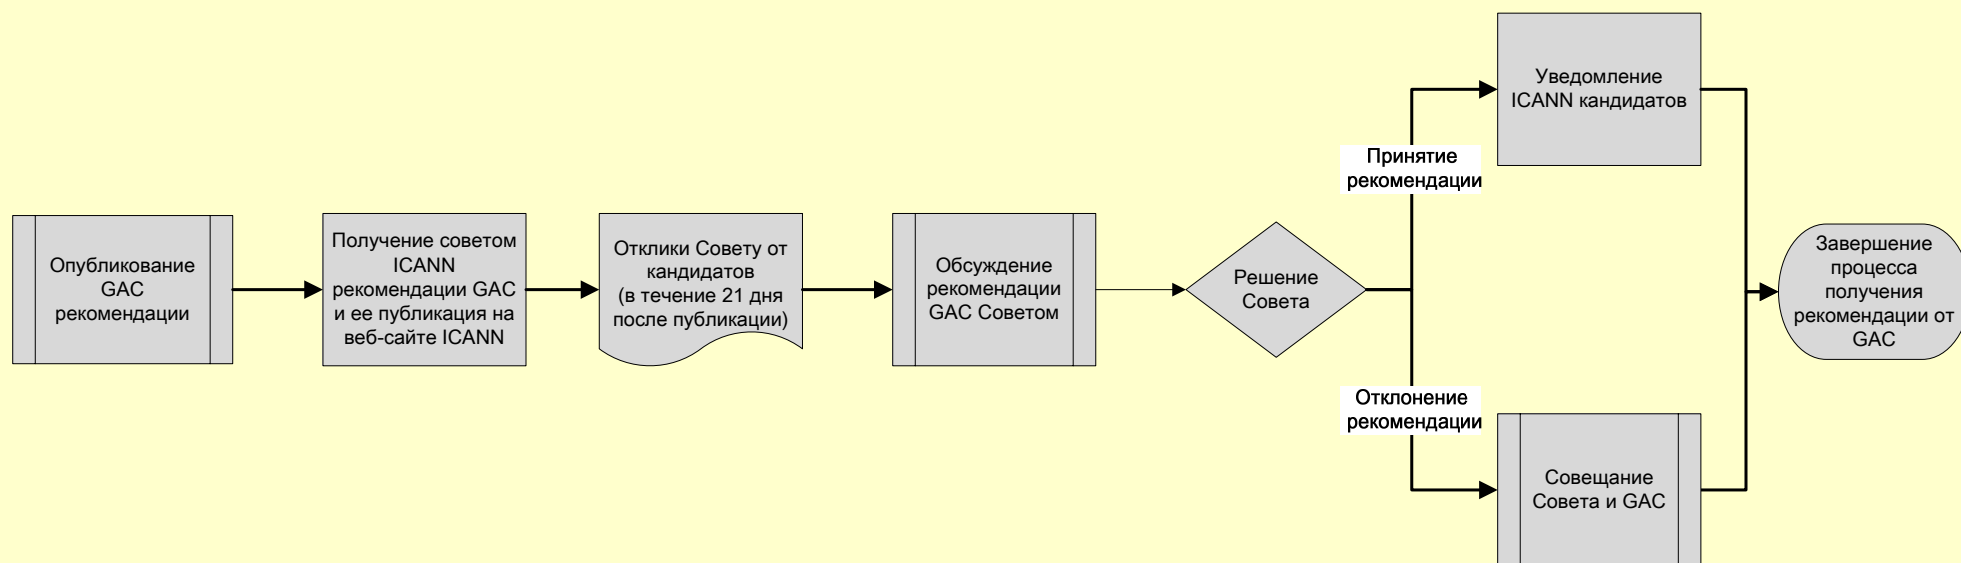 Опубликование
GAC
рекомендации
Получение советом
ICANN
рекомендации GAC
и ее публикация на
веб-сайте ICANN
Отклики Совету от
кандидатов
(в течение 21 дня
после публикации)
Обсуждение
рекомендации
GAC Советом
Решение
Совета
Принятие
рекомендации
Уведомление
ICANN кандидатов
Отклонение
рекомендации
Совещание
Совета и GAC
Завершение
процесса
получения
рекомендации от
GAC